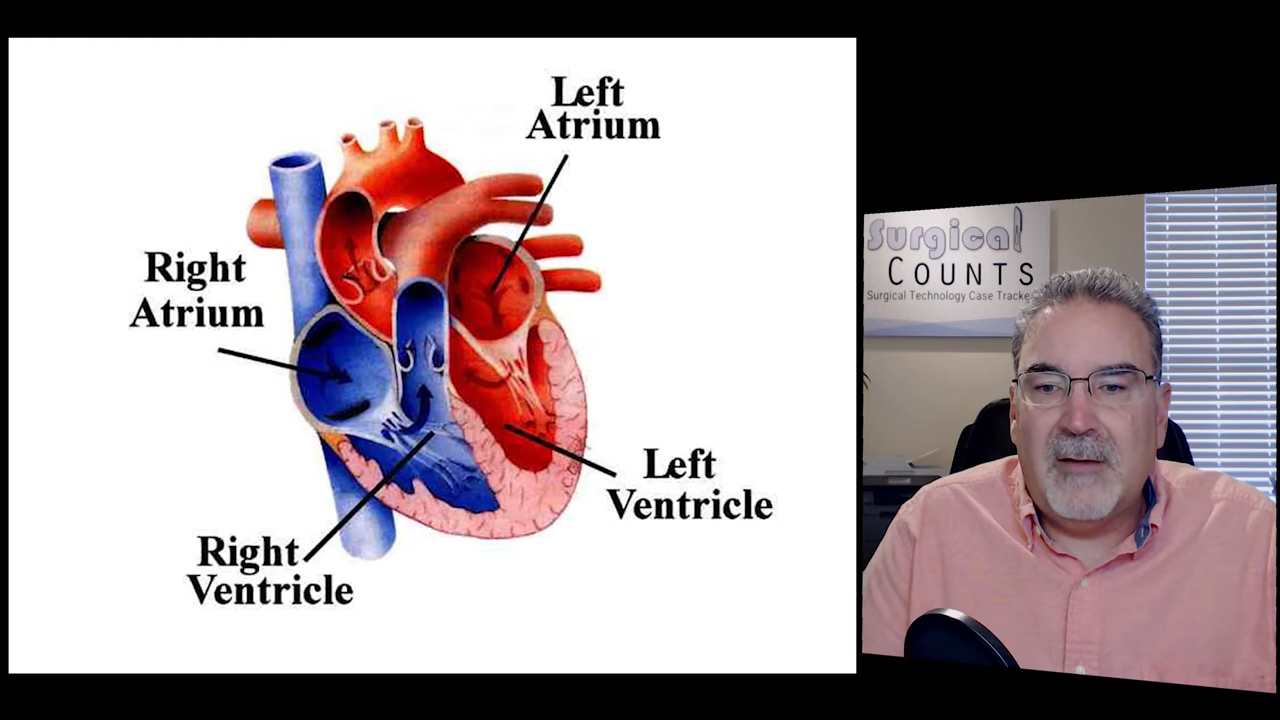 Left
Atrium
Right
Atrium
Left
Ventricle
Right
Ventricle
Surgical
COUNTS
Surgical Technology Case Tracke